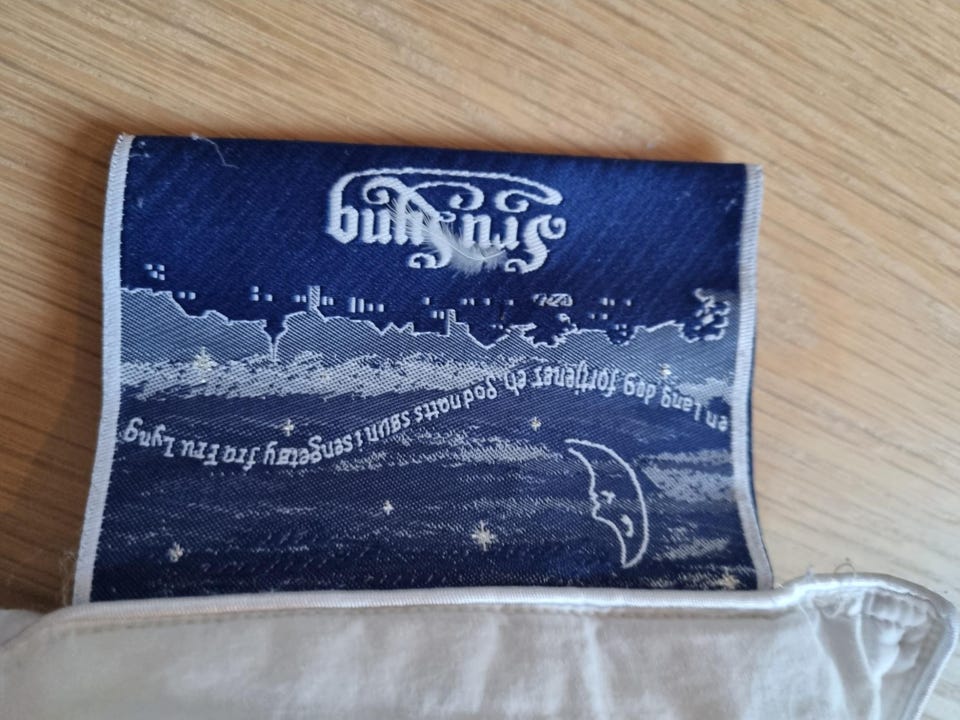 en lang dag fortjener en godnatts søvn i sengetøy fra Fru Lyng
Fru Lyng